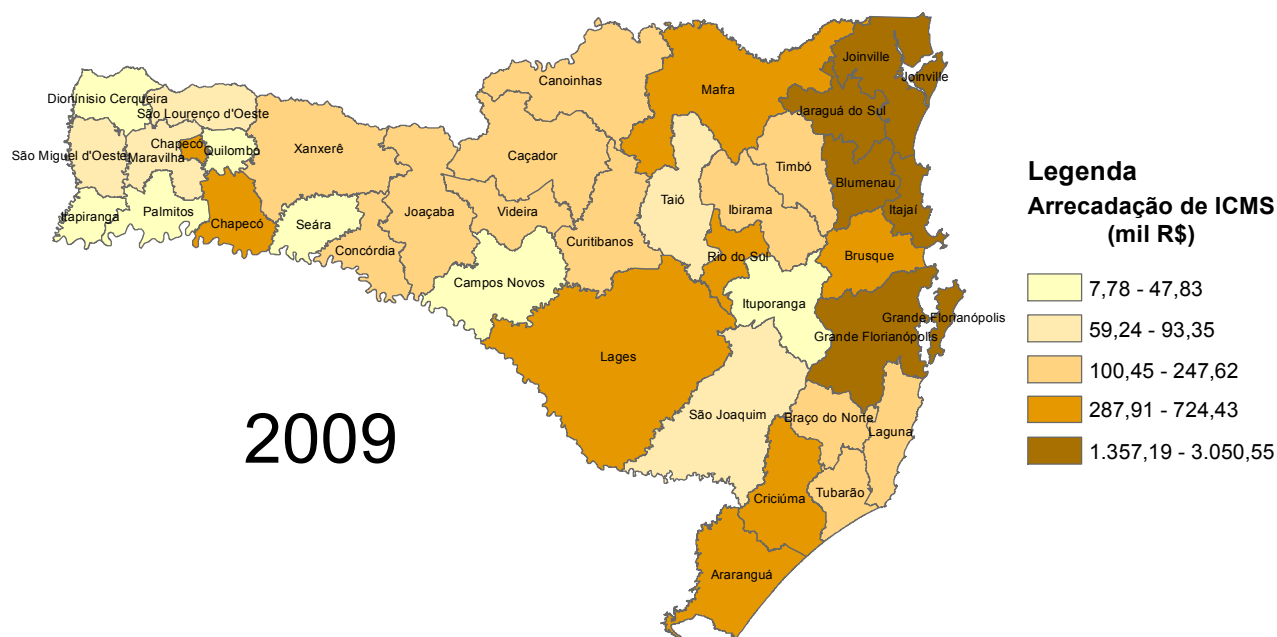 Joinville
Joinville
Canoinhas
Mafra
Dionínisio Cerqueira
São Lourenço d'Oeste
Jaraguá do Sul
Chapecó
Quilombo
Xanxerê
São Miguel d'Oeste
Maravilha
Caçador
Timbó
Blumenau
Taió
Ibirama
Itajaí
Itapiranga
Palmitos
Chapecó
Seára
Joaçaba
Videira
Curitibanos
Concórdia
Rio do Sul
Brusque
Campos Novos
Ituporanga
Grande Florianópolis
Grande Florianópolis
Lages
São Joaquim
Braço do Norte
Laguna
Criciúma
Tubarão
Araranguá
2009
Legenda
Arrecadação de ICMS
(mil R$)
7,78 - 47,83
59,24 - 93,35
100,45 - 247,62
287,91 - 724,43
1.357,19 - 3.050,55